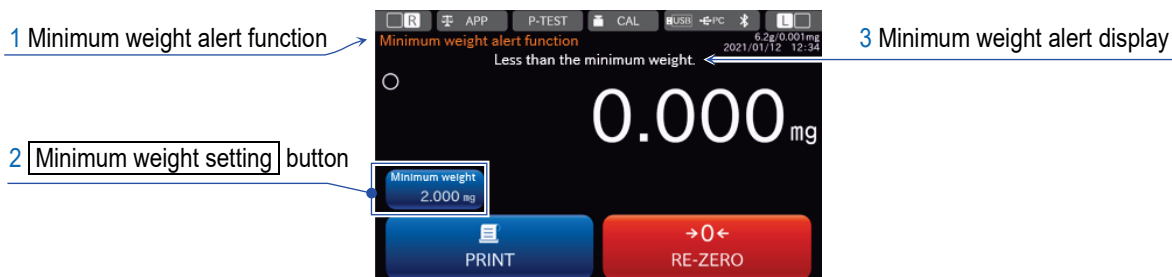 1 Minimum weight alert function
2 Minimum weight setting button
3 Minimum weight alert display
R APP P-TEST CAL USB PC L
Minimum weight alert function
6.2g/0.001mg
2021/01/12 12:34
Less than the minimum weight.
0.000 mg
Minimum weight
2.000 mg
PRINT
→0←
RE-ZERO